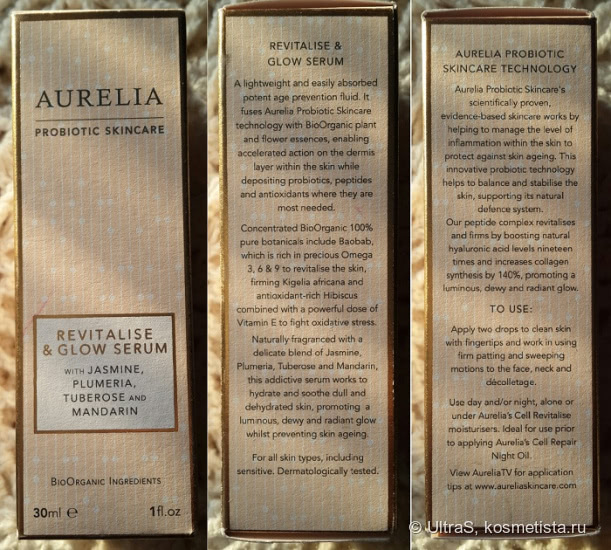 AURELIA
PROBIOTIC SKINCARE
REVITALISE
& GLOW SERUM
WITH JASMINE,
PLUMERIA,
TUBEROSE AND
MANDARIN
BIOORGANIC INGREDIENTS
30ml e 1fl.oz
REVITALISE &
GLOW SERUM
A lightweight and easily absorbed
potent age prevention fluid. It
fuses Aurelia Probiotic Skincare
technology with BioOrganic plant
and flower essences, enabling
accelerated action on the dermis
layer within the skin while
depositing probiotics, peptides
and antioxidants where they are
most needed.
Concentrated BioOrganic 100%
pure botanicals include Baobab,
which is rich in precious Omega
3, 6 & 9 to revitalise the skin,
firming Kigelia africana and
antioxidant-rich Hibiscus
combined with a powerful dose of
Vitamin E to fight oxidative stress.
Naturally fragranced with a
delicate blend of Jasmine,
Plumeria, Tuberose and Mandarin,
this addictive serum works to
hydrate and soothe dull and
dehydrated skin, promoting a
luminous, dewy and radiant glow
whilst preventing skin ageing.
For all skin types, including
sensitive. Dermatologically tested.
AURELIA PROBIOTIC
SKINCARE TECHNOLOGY
Aurelia Probiotic Skincare's
scientifically proven,
evidence-based skincare works by
helping to manage the level of
inflammation within the skin to
protect against skin ageing. This
innovative probiotic technology
helps to balance and stabilise the
skin, supporting its natural
defence system.
Our peptide complex revitalises
and firms by boosting natural
hyaluronic acid levels nineteen
times and increases collagen
synthesis by 140%, promoting a
luminous, dewy and radiant glow.
TO USE:
Apply two drops to clean skin
with fingertips and work in using
firm patting and sweeping
motions to the face, neck and
décolletage.
Use day and/or night, alone or
under Aurelia's Cell Revitalise
moisturisers. Ideal for use prior
to applying Aurelia's Cell Repair
Night Oil.
View AureliaTV for application
tips at www.aureliaskincare.com
© UltraS, kosmetista.ru